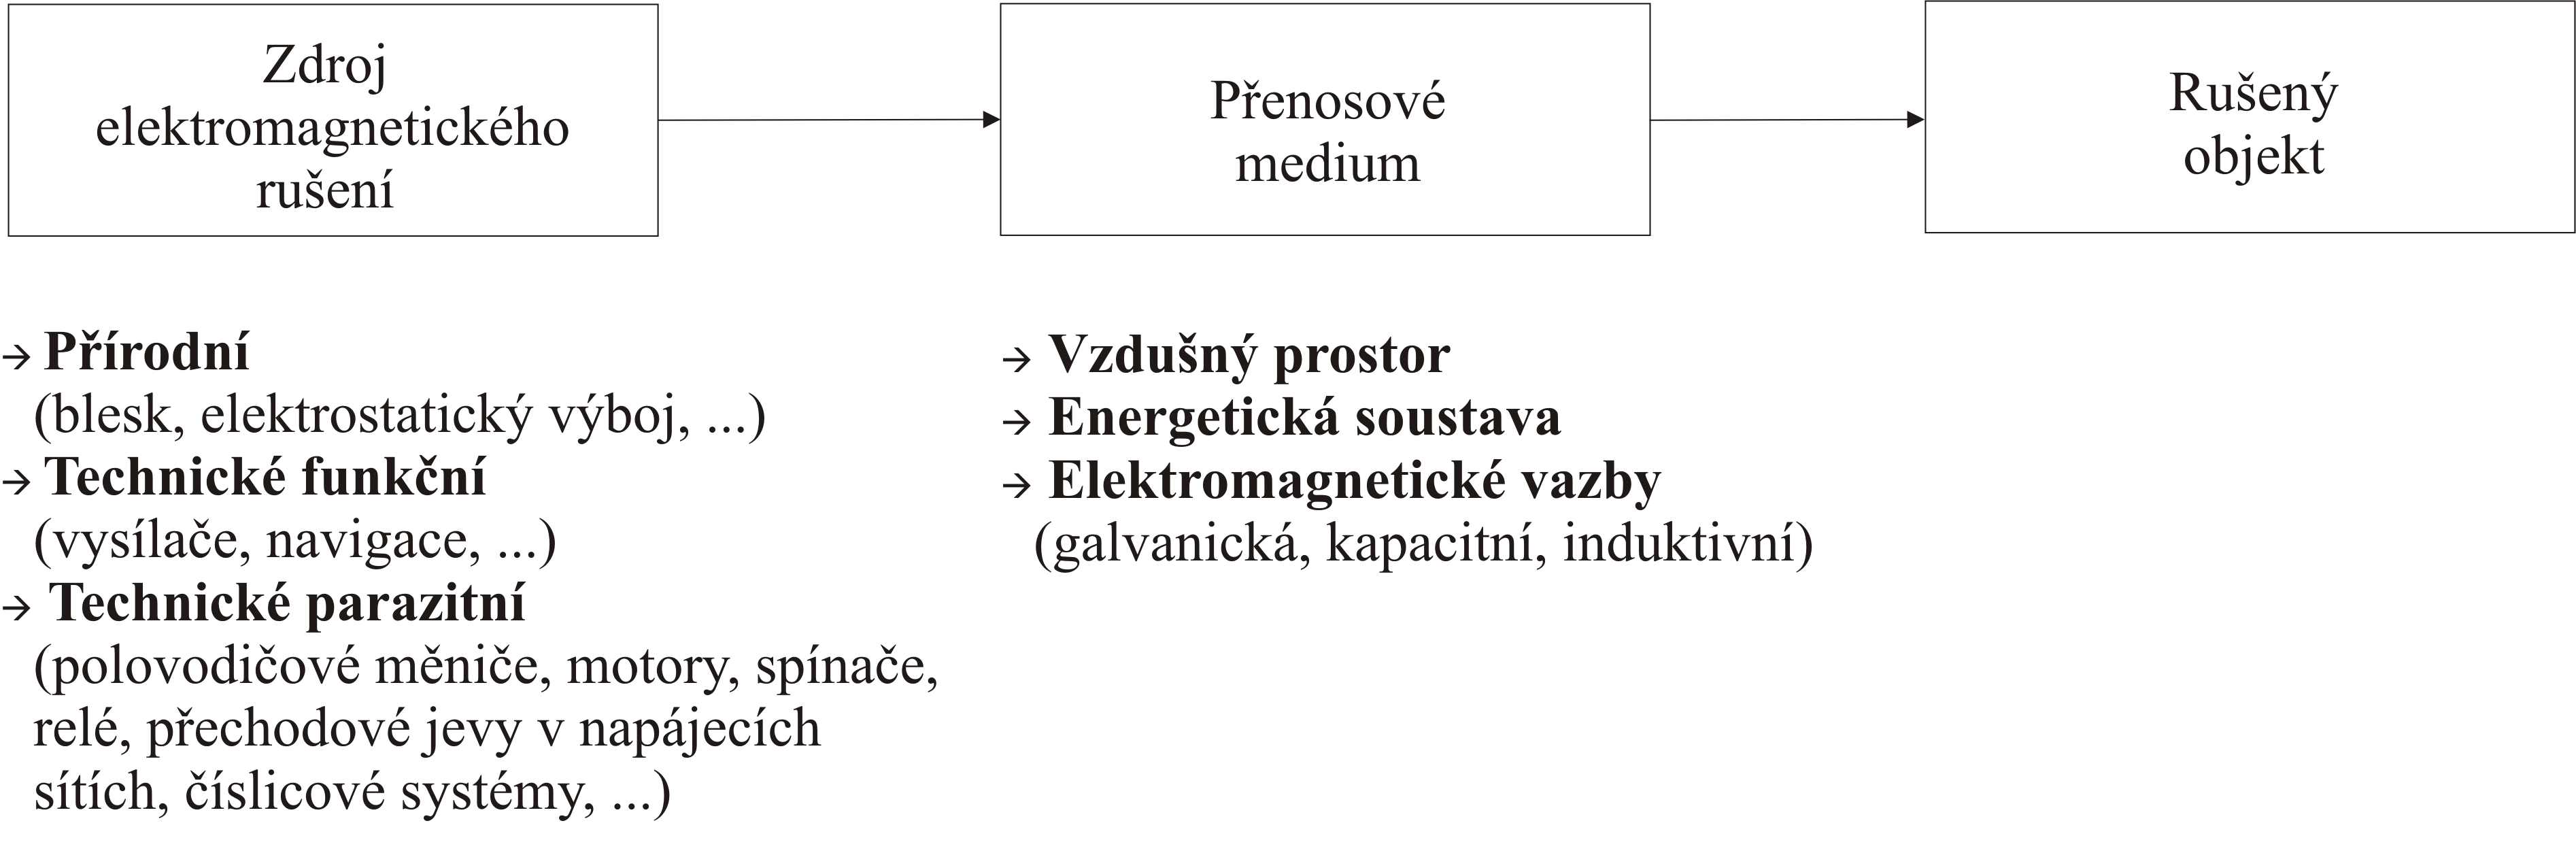 Zdroj
elektromagnetického
rušení
Přenosové
medium
Rušený
objekt
→ Přírodní
(blesk, elektrostatický výboj, ...)
→ Technické funkční
(vysílače, navigace, ...)
→ Technické parazitní
(polovodičové měniče, motory, spínače,
relé, přechodové jevy v napájecích
sítích, číslicové systémy, ...)
→ Vzdušný prostor
→ Energetická soustava
→ Elektromagnetické vazby
(galvanická, kapacitní, induktivní)